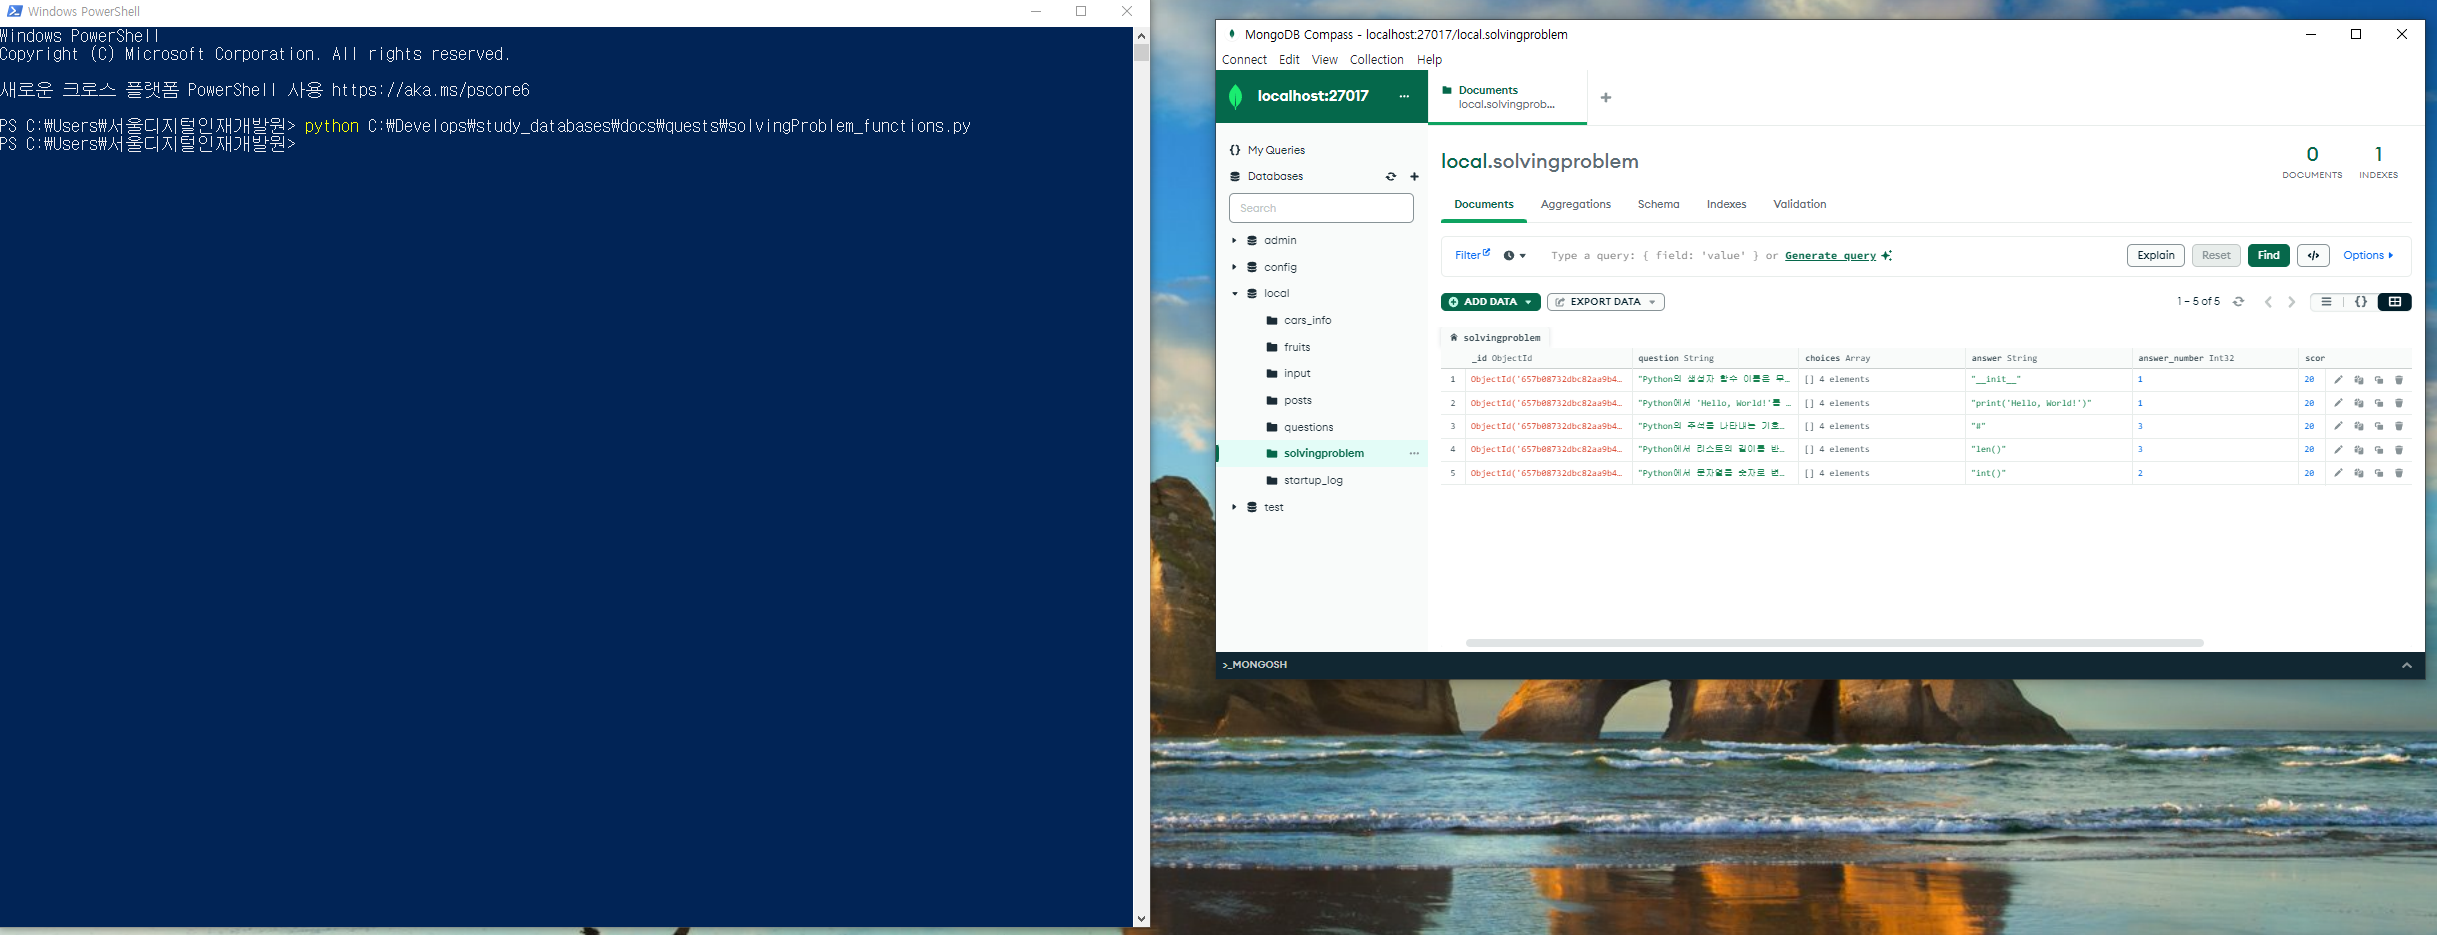 Windows PowerShell
Windows PowerShell
Copyright (C) Microsoft Corporation. All rights reserved.
새로운 크로스 플랫폼 PowerShell 사용 https://aka.ms/pscore6
PS C:\Users\서울디지털인재개발원> python C:\Develops\study_databases\docs\quests\solvingProblem_functions.py
PS C:\Users\서울디지털인재개발원>
MongoDB Compass - localhost:27017/local.solvingproblem
Connect Edit View Collection Help
localhost:27017 ...
Documents
local.solvingprob...
{} My Queries
Databases
Search
admin
config
local
cars_info
fruits
input
posts
questions
solvingproblem
startup_log
test
local.solvingproblem
0
DOCUMENTS
1
INDEXES
Documents Aggregations Schema Indexes Validation
Filter Type a query: { field: 'value' } or Generate query Explain Reset Find </> Options
ADD DATA EXPORT DATA 1 – 5 of 5 {}
solvingproblem
_id ObjectId question String choices Array answer String answer_number Int32 scor
1 ObjectId('657b08732dbc82aa9b4... "Python의 생성자 함수 이름은 무... [] 4 elements "__init__" 1 20
2 ObjectId('657b08732dbc82aa9b4... "Python에서 'Hello, World!'를 ... [] 4 elements "print('Hello, World!')" 1 20
3 ObjectId('657b08732dbc82aa9b4... "Python의 주석을 나타내는 기호... [] 4 elements "#" 3 20
4 ObjectId('657b08732dbc82aa9b4... "Python에서 리스트의 길이를 반... [] 4 elements "len()" 3 20
5 ObjectId('657b08732dbc82aa9b4... "Python에서 문자열을 숫자로 변... [] 4 elements "int()" 2 20
>_MONGOSH